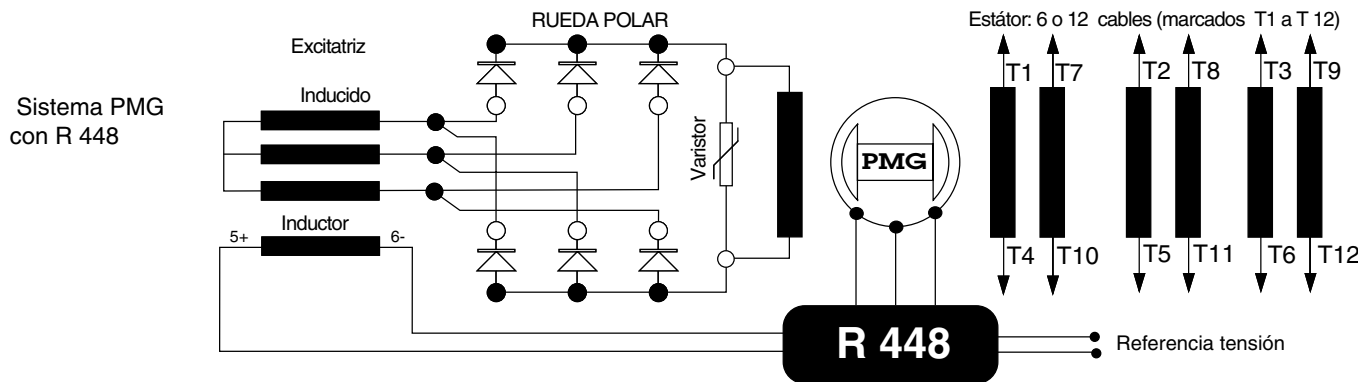 RUEDA POLAR
Estátor: 6 o 12 cables (marcados T1 a T 12)
Excitatriz
T1
T7
T2
T8
T3
T9
Sistema PMG
con R 448
Inducido
Varistor
PMG
Inductor
5+
6-
T4
T10
T5
T11
T6
T12
R 448
Referencia tensión